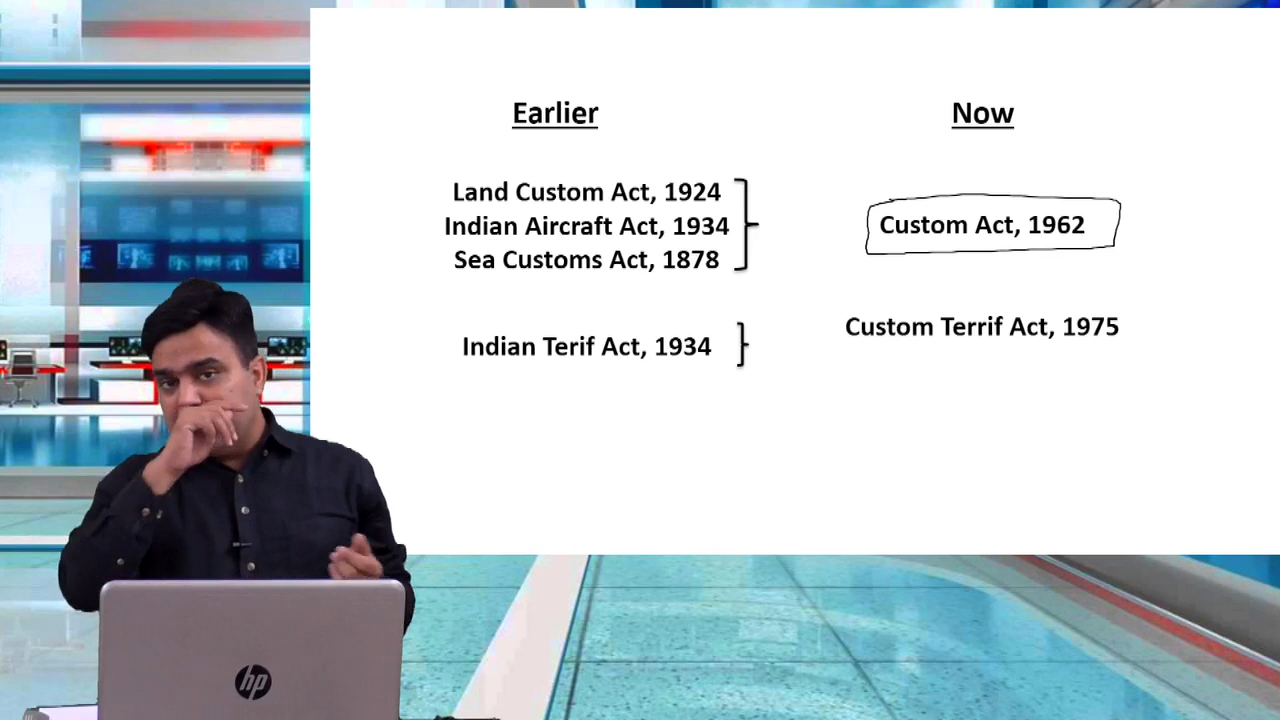 Earlier
Now
Land Custom Act, 1924
Indian Aircraft Act, 1934
Sea Customs Act, 1878
Custom Act, 1962
Indian Terif Act, 1934
Custom Terrif Act, 1975
hp